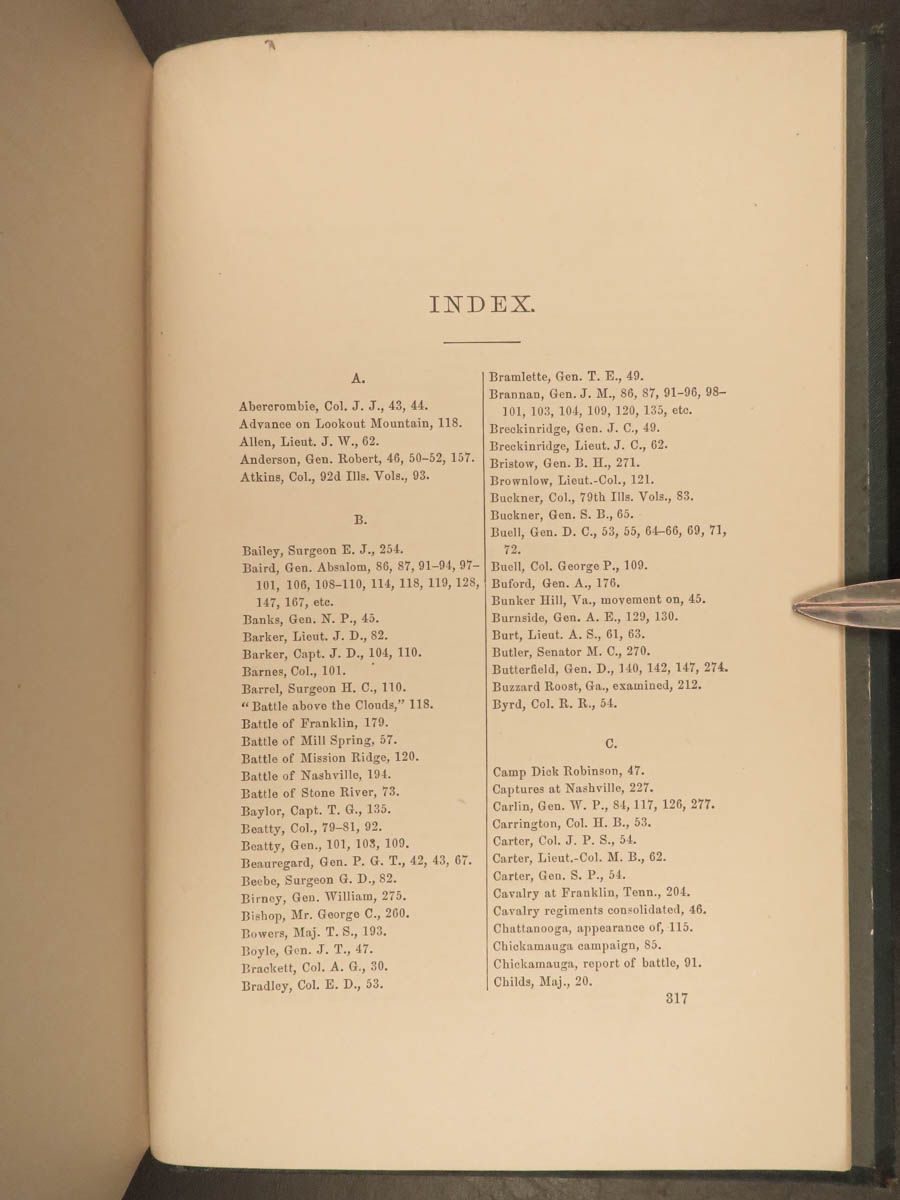 INDEX.
A.
Abercrombie, Col. J. J., 43, 44.
Advance on Lookout Mountain, 118.
Allen, Lieut. J. W., 62.
Anderson, Gen. Robert, 46, 50–52, 157.
Atkins, Col., 92d Ills. Vols., 93.
B.
Bailey, Surgeon E. J., 254.
Baird, Gen. Absalom, 86, 87, 91–94, 97–
101, 106, 108–110, 114, 118, 119, 128,
147, 167, etc.
Banks, Gen. N. P., 45.
Barker, Lieut. J. D., 82.
Barker, Capt. J. D., 104, 110.
Barnes, Col., 101.
Barrel, Surgeon H. C., 110.
“Battle above the Clouds,” 118.
Battle of Franklin, 179.
Battle of Mill Spring, 57.
Battle of Mission Ridge, 120.
Battle of Nashville, 194.
Battle of Stone River, 73.
Baylor, Capt. T. G., 135.
Beatty, Col., 79–81, 92.
Beatty, Gen., 101, 103, 109.
Beauregard, Gen. P. G. T., 42, 43, 67.
Beebe, Surgeon G. D., 82.
Birney, Gen. William, 275.
Bishop, Mr. George C., 260.
Bowers, Maj. T. S., 193.
Boyle, Gen. J. T., 47.
Brackett, Col. A. G., 30.
Bradley, Col. E. D., 53.
Bramlette, Gen. T. E., 49.
Brannan, Gen. J. M., 86, 87, 91–96, 98–
101, 103, 104, 109, 120, 135, etc.
Breckinridge, Gen. J. C., 49.
Breckinridge, Lieut. J. C., 62.
Bristow, Gen. B. H., 271.
Brownlow, Lieut.-Col., 121.
Buckner, Col., 79th Ills. Vols., 83.
Buckner, Gen. S. B., 65.
Buell, Gen. D. C., 53, 55, 64–66, 69, 71,
72.
Buell, Col. George P., 109.
Buford, Gen. A., 176.
Bunker Hill, Va., movement on, 45.
Burnside, Gen. A. E., 129, 130.
Burt, Lieut. A. S., 61, 63.
Butler, Senator M. C., 270.
Butterfield, Gen. D., 140, 142, 147, 274.
Buzzard Roost, Ga., examined, 212.
Byrd, Col. R. R., 54.
C.
Camp Dick Robinson, 47.
Captures at Nashville, 227.
Carlin, Gen. W. P., 84, 117, 126, 277.
Carrington, Col. H. B., 53.
Carter, Col. J. P. S., 54.
Carter, Lieut.-Col. M. B., 62.
Carter, Gen. S. P., 54.
Cavalry at Franklin, Tenn., 204.
Cavalry regiments consolidated, 46.
Chattanooga, appearance of, 115.
Chickamauga campaign, 85.
Chickamauga, report of battle, 91.
Childs, Maj., 20.
317